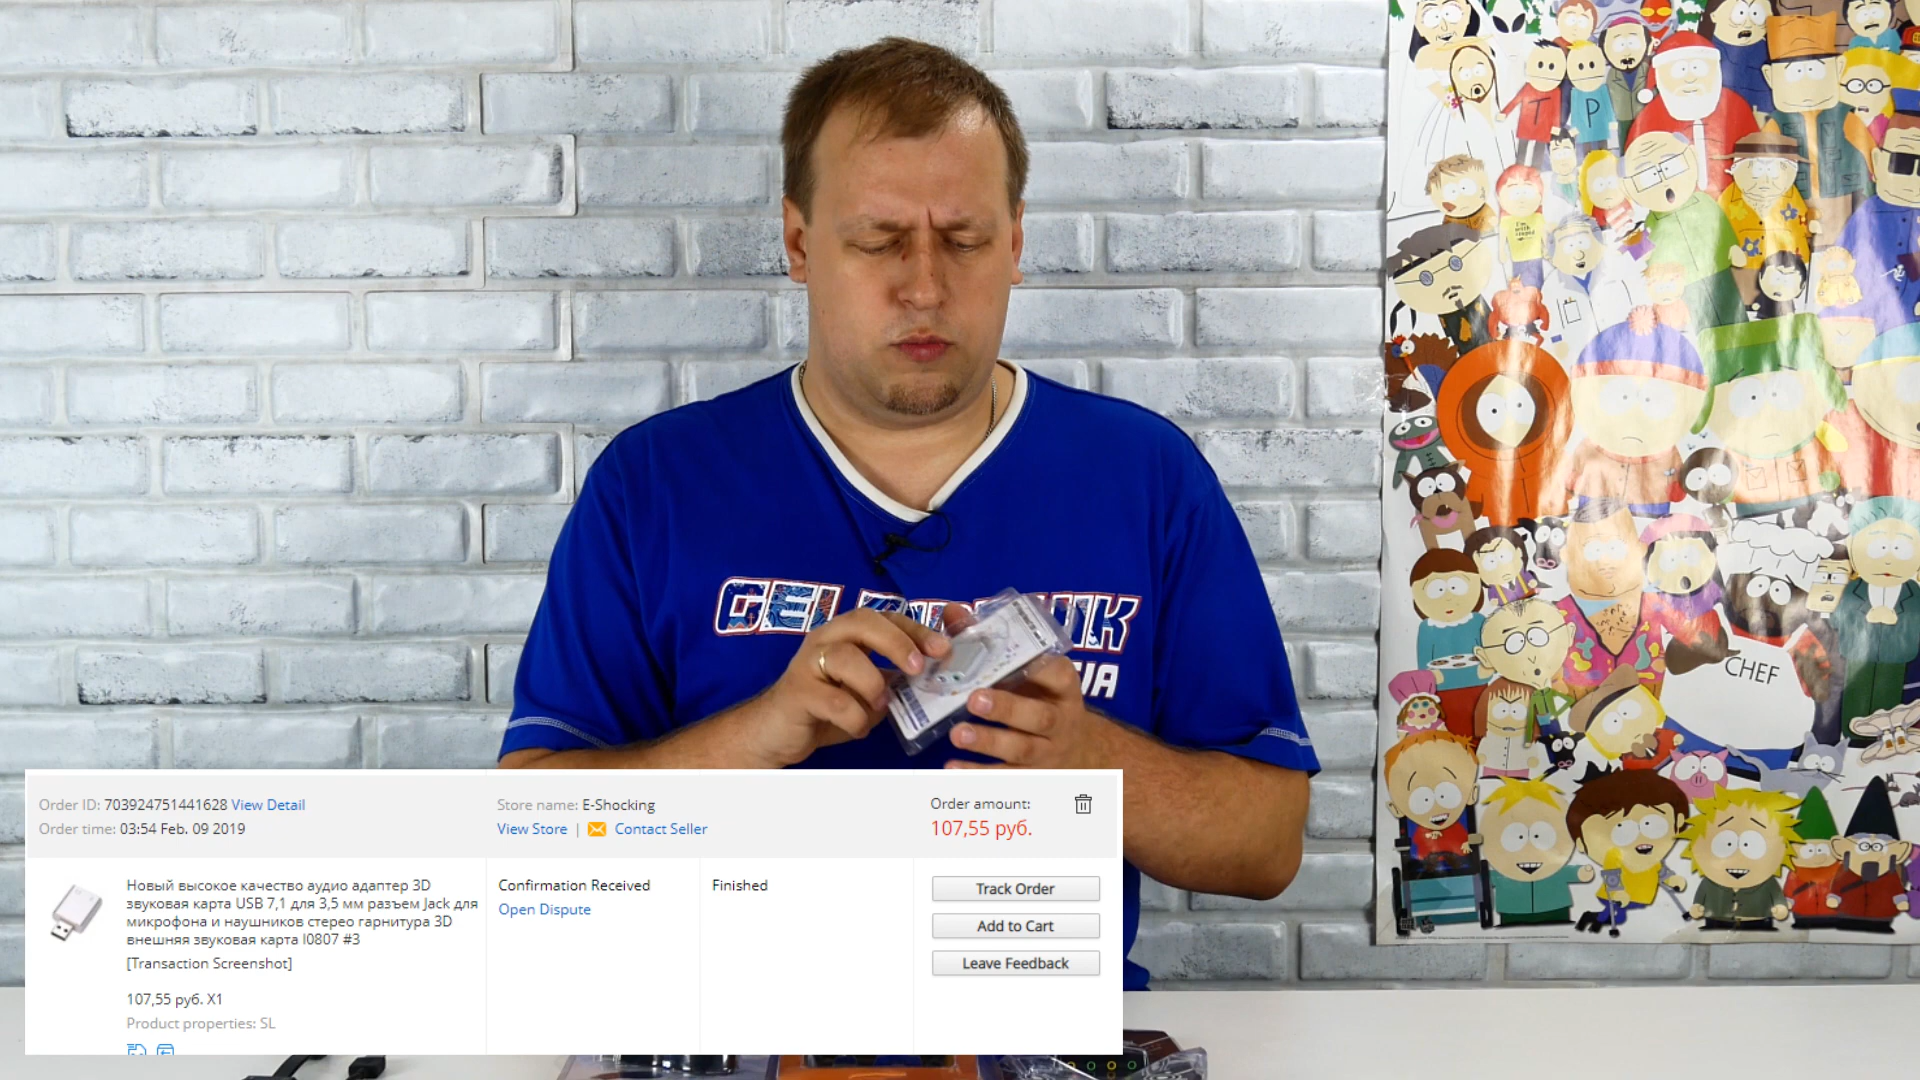 T P
I'm with stupid
CHEF
Order ID: 703924751441628 View Detail
Order time: 03:54 Feb. 09 2019
Store name: E-Shocking
View Store | Contact Seller
Order amount:
107,55 руб.
Новый высокое качество аудио адаптер 3D
звуковая карта USB 7,1 для 3,5 мм разъем Jack для
микрофона и наушников стерео гарнитура 3D
внешняя звуковая карта I0807 #3
[Transaction Screenshot]
107,55 руб. X1
Product properties: SL
Confirmation Received
Open Dispute
Finished
Track Order
Add to Cart
Leave Feedback